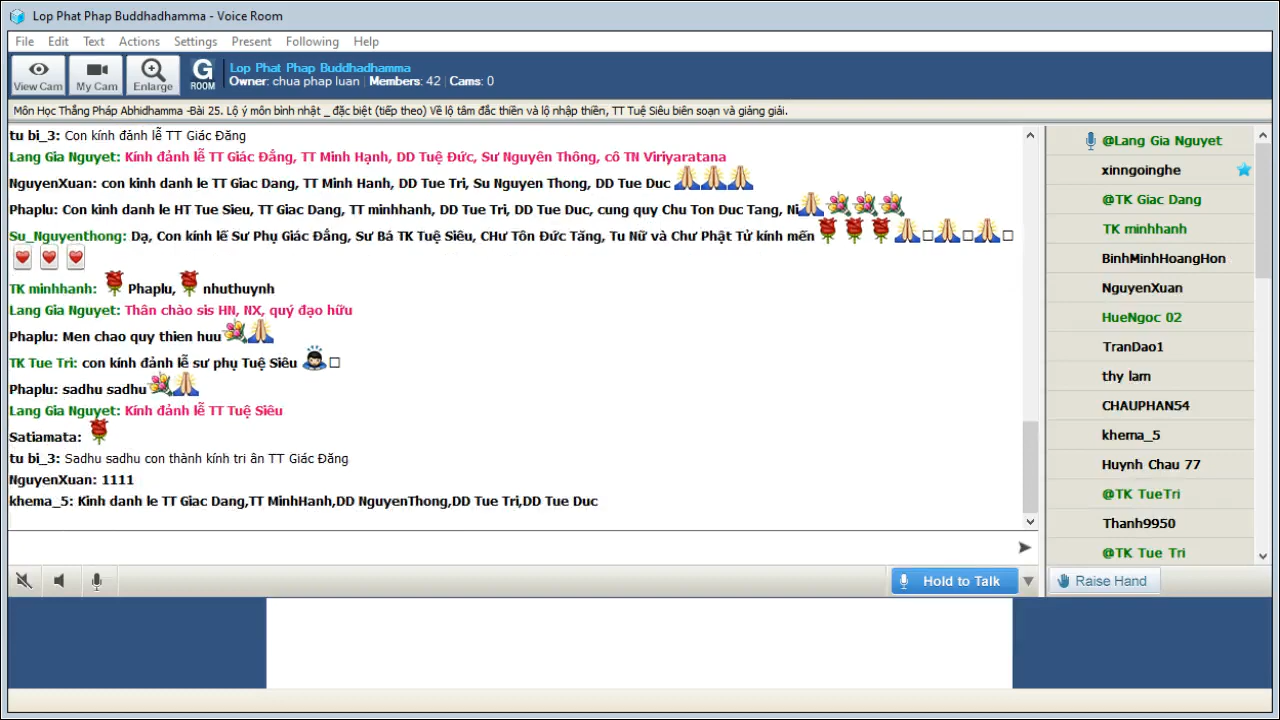 Lop Phat Phap Buddhadhamma - Voice Room
File Edit Text Actions Settings Present Following Help
View Cam My Cam Enlarge G ROOM
Lop Phat Phap Buddhadhamma
Owner: chua phap luan Members: 42 Cams: 0
Môn Học Thắng Pháp Abhidhamma -Bài 25. Lộ ý môn bình nhật _ đặc biệt (tiếp theo) Về lộ tâm đắc thiền và lộ nhập thiền, TT Tuệ Siêu biên soạn và giảng giải.
tu bi_3: Con kính đảnh lễ TT Giác Đăng
Lang Gia Nguyet: Kính đảnh lễ TT Giác Đẳng, TT Minh Hạnh, DD Tuệ Đức, Sư Nguyên Thông, cô TN Viriyaratana
NguyenXuan: con kinh danh le TT Giac Dang, TT Minh Hanh, DD Tue Tri, Su Nguyen Thong, DD Tue Duc
Phaplu: Con kinh danh le HT Tue Sieu, TT Giac Dang, TT minhhanh, DD Tue Tri, DD Tue Duc, cung quy Chu Ton Duc Tang, Ni
Su_Nguyenthong: Dạ, Con kính lế Sư Phụ Giác Đẳng, Sư Bá TK Tuệ Siêu, CHư Tôn Đức Tăng, Tu Nữ và Chư Phật Tử kính mến
TK minhhanh: Phaplu, nhuthuynh
Lang Gia Nguyet: Thân chào sis HN, NX, quý đạo hữu
Phaplu: Men chao quy thien huu
TK Tue Tri: con kính đảnh lễ sư phụ Tuệ Siêu
Phaplu: sadhu sadhu
Lang Gia Nguyet: Kính đảnh lễ TT Tuệ Siêu
Satiamata:
tu bi_3: Sadhu sadhu con thành kính tri ân TT Giác Đăng
NguyenXuan: 1111
khema_5: Kinh danh le TT Giac Dang,TT MinhHanh,DD NguyenThong,DD Tue Tri,DD Tue Duc
@Lang Gia Nguyet
xinngoinghe
@TK Giac Dang
TK minhhanh
BinhMinhHoangHon
NguyenXuan
HueNgoc 02
TranDao1
thy lam
CHAUPHAN54
khema_5
Huynh Chau 77
@TK TueTri
Thanh9950
@TK Tue Tri
Hold to Talk
Raise Hand